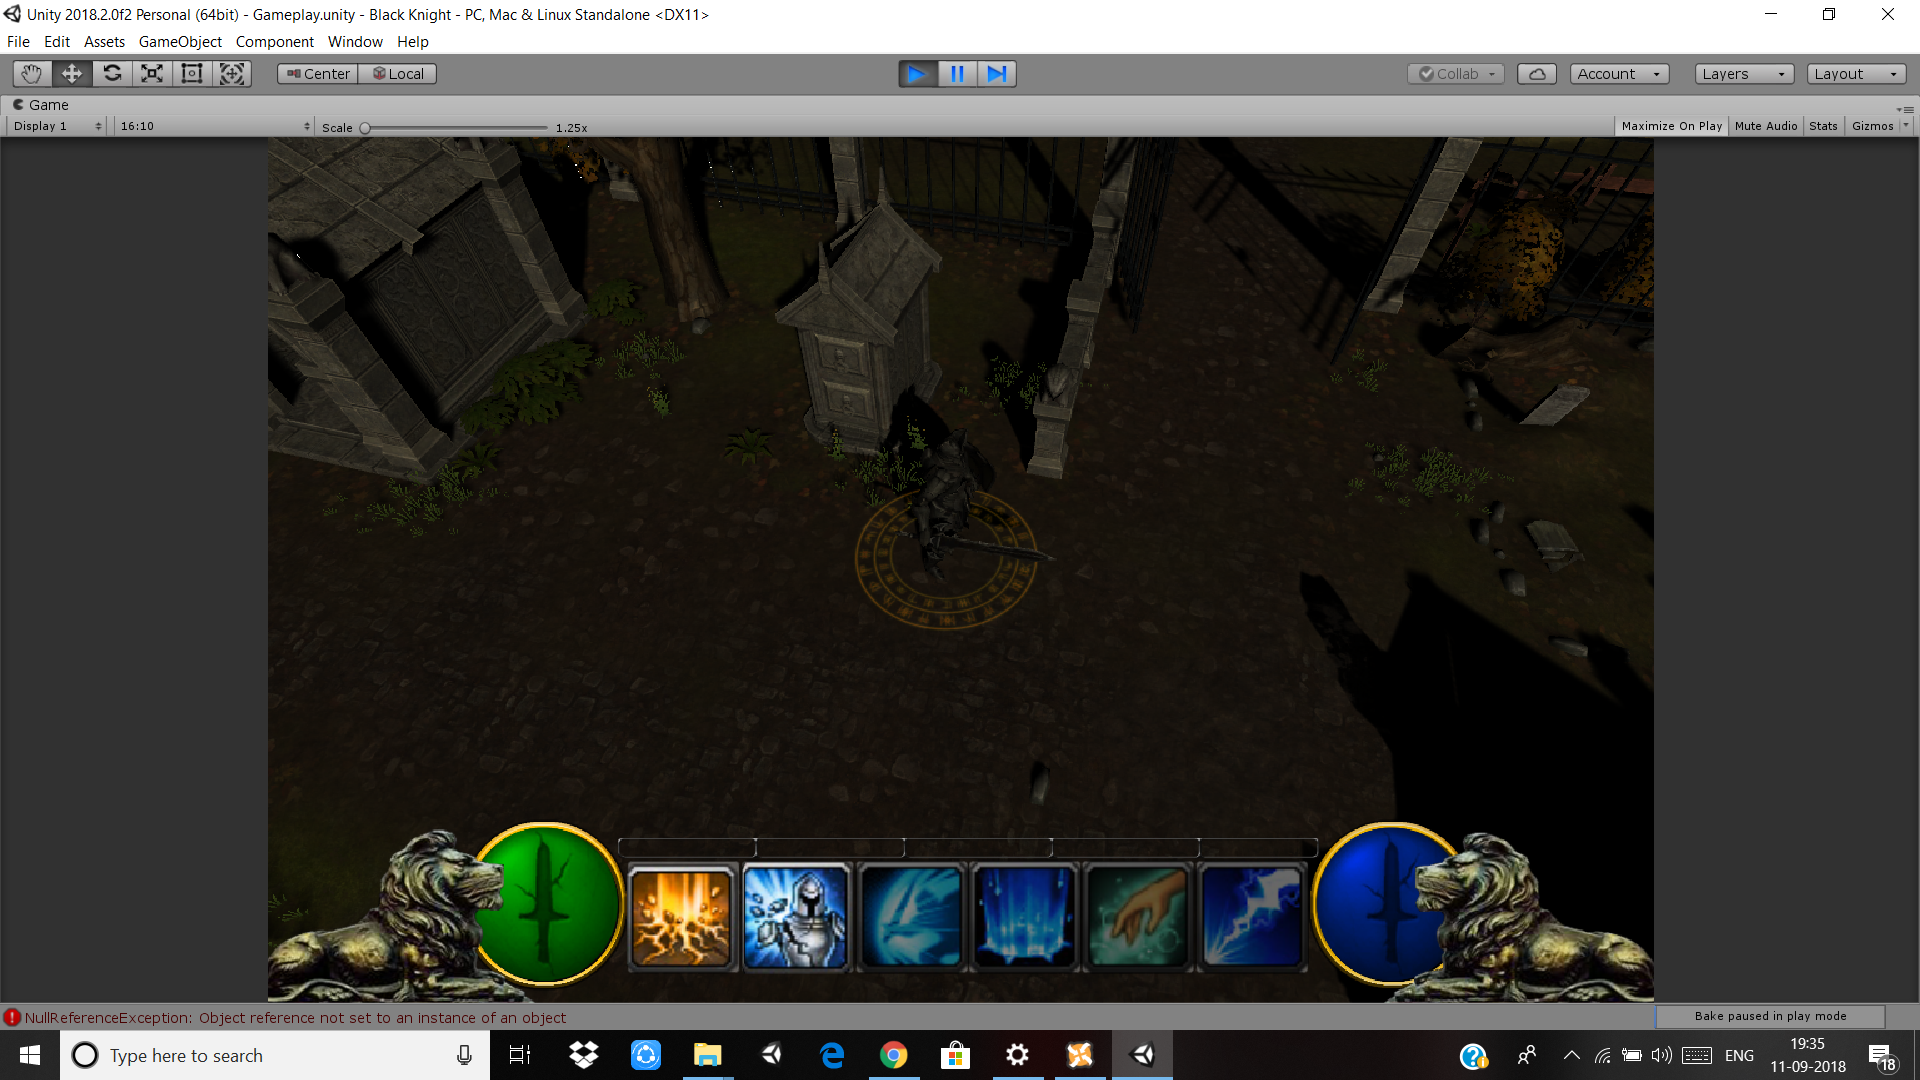 Unity 2018.2.0f2 Personal (64bit) - Gameplay.unity - Black Knight - PC, Mac & Linux Standalone <DX11>
File Edit Assets GameObject Component Window Help
Center Local Collab Account Layers Layout
Game
Display 1 16:10 Scale 1.25x Maximize On Play Mute Audio Stats Gizmos
NullReferenceException: Object reference not set to an instance of an object
Bake paused in play mode
Type here to search
ENG
19:35
11-09-2018
18